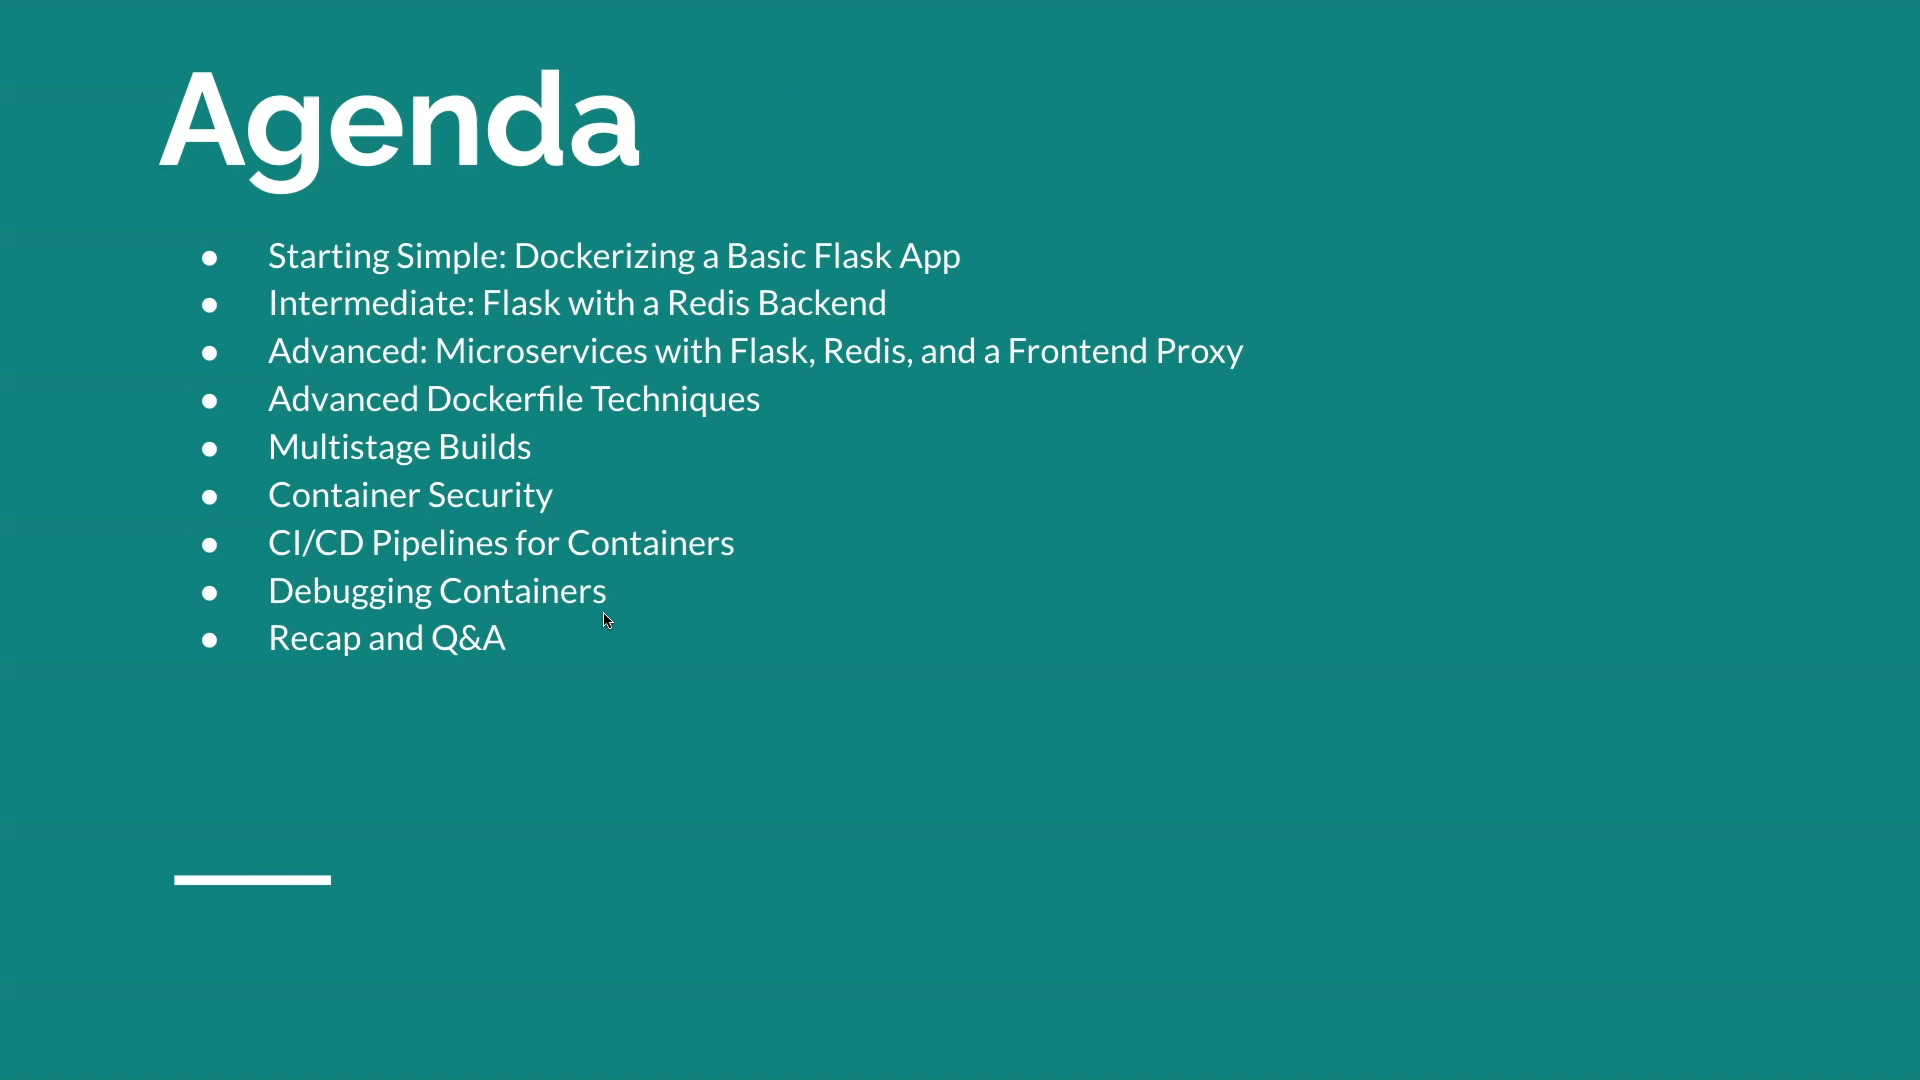 Agenda
● Starting Simple: Dockerizing a Basic Flask App
● Intermediate: Flask with a Redis Backend
● Advanced: Microservices with Flask, Redis, and a Frontend Proxy
● Advanced Dockerfile Techniques
● Multistage Builds
● Container Security
● CI/CD Pipelines for Containers
● Debugging Containers
● Recap and Q&A